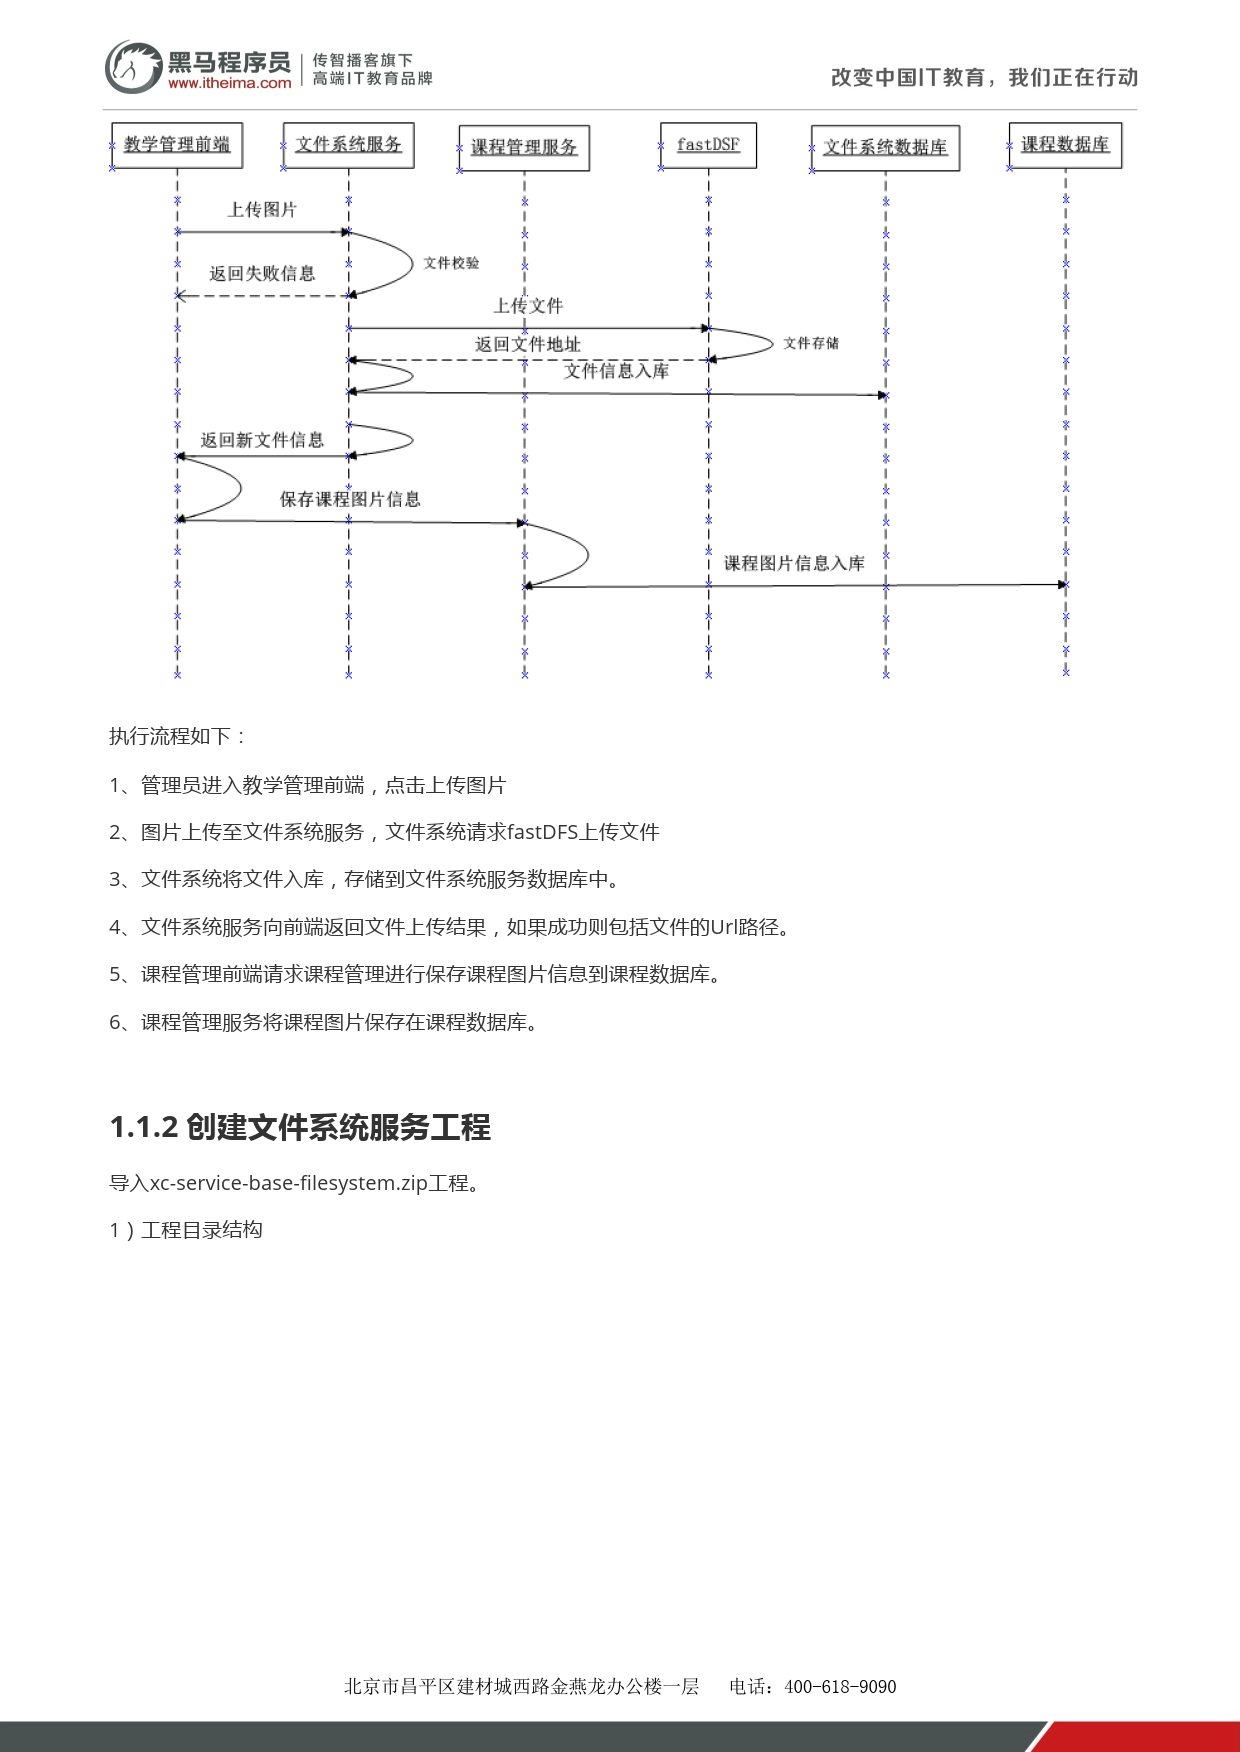 黑马程序员
www.itheima.com
传智播客旗下
高端IT教育品牌
改变中国IT教育，我们正在行动
教学管理前端 文件系统服务 课程管理服务 fastDSF 文件系统数据库 课程数据库
上传图片
文件校验
返回失败信息
上传文件
返回文件地址 文件存储
文件信息入库
返回新文件信息
保存课程图片信息
课程图片信息入库
执行流程如下：
1、管理员进入教学管理前端，点击上传图片
2、图片上传至文件系统服务，文件系统请求fastDFS上传文件
3、文件系统将文件入库，存储到文件系统服务数据库中。
4、文件系统服务向前端返回文件上传结果，如果成功则包括文件的Url路径。
5、课程管理前端请求课程管理进行保存课程图片信息到课程数据库。
6、课程管理服务将课程图片保存在课程数据库。
1.1.2 创建文件系统服务工程
导入xc-service-base-filesystem.zip工程。
1）工程目录结构
北京市昌平区建材城西路金燕龙办公楼一层 电话：400-618-9090